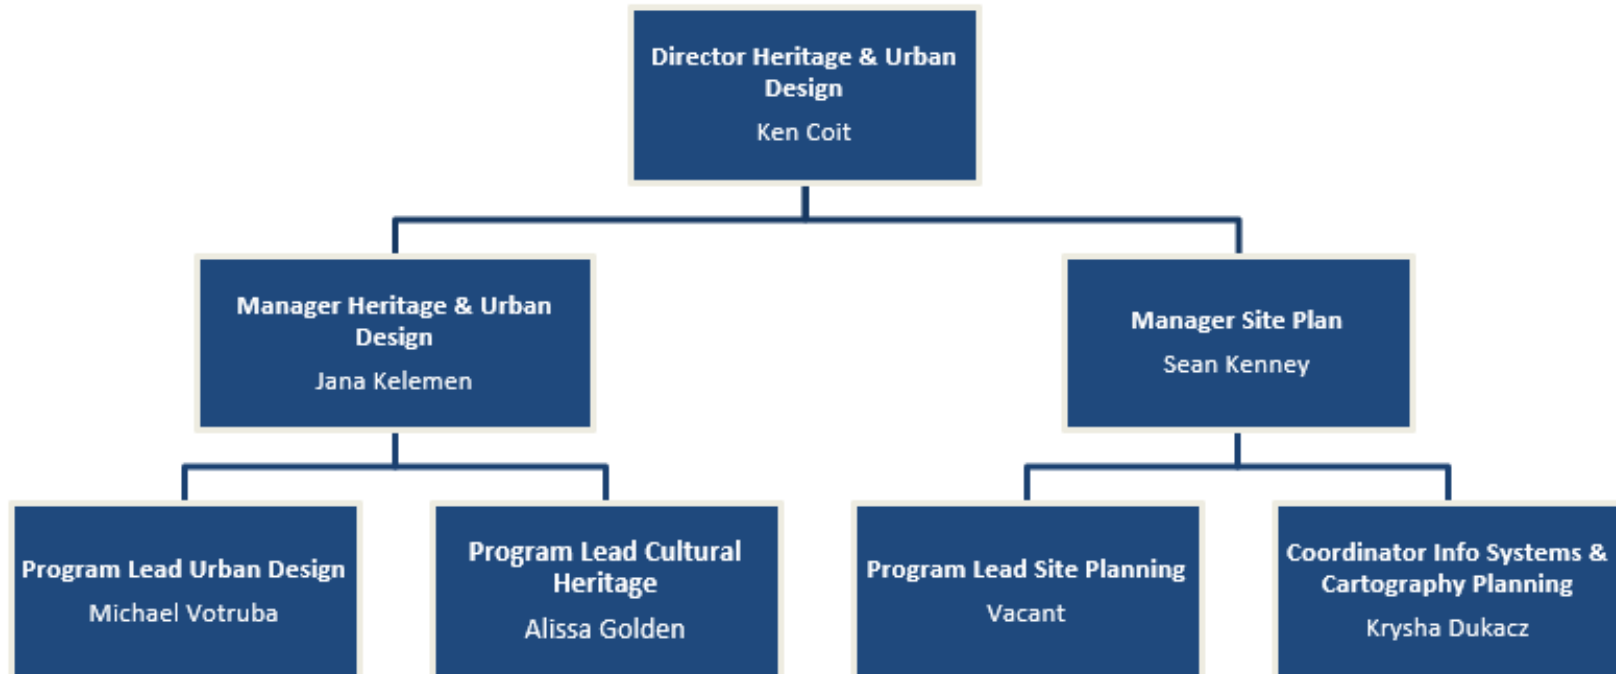 Director Heritage & Urban
Design
Ken Coit
Manager Heritage & Urban
Design
Jana Kelemen
Manager Site Plan
Sean Kenney
Program Lead Urban Design
Michael Votruba
Program Lead Cultural
Heritage
Alissa Golden
Program Lead Site Planning
Vacant
Coordinator Info Systems &
Cartography Planning
Krysha Dukacz